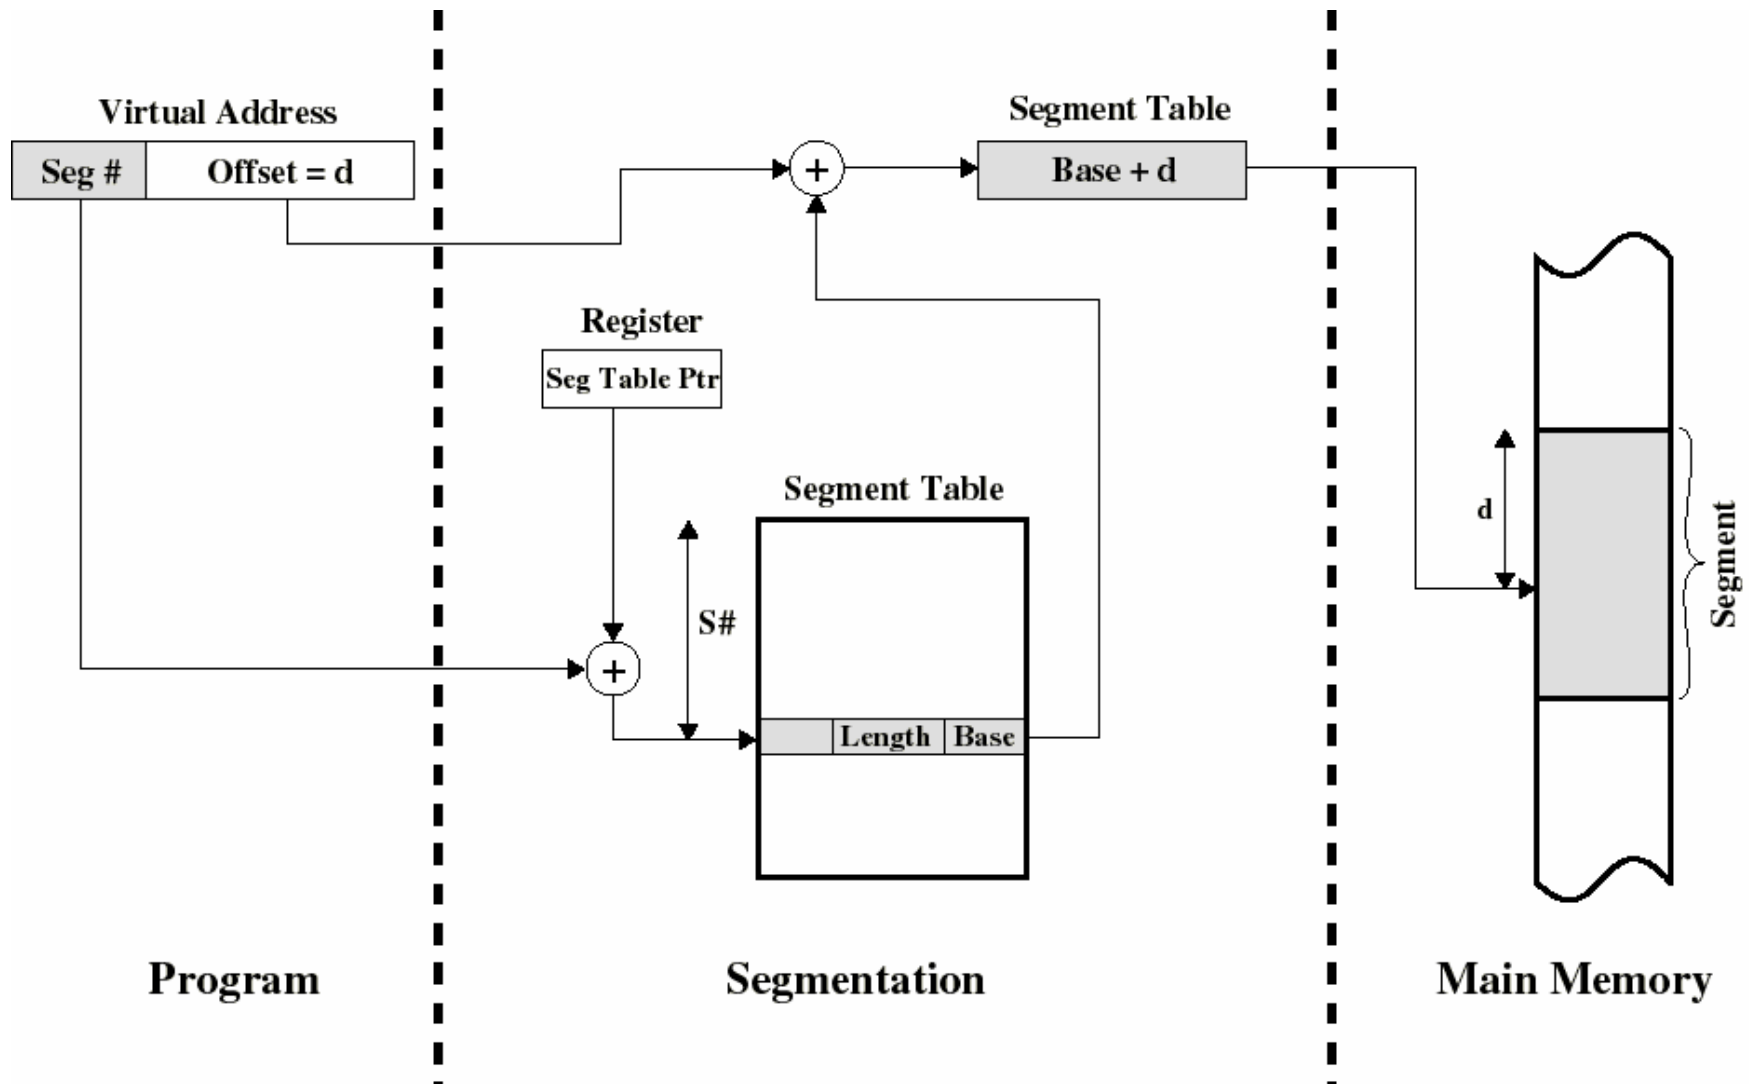 Virtual Address
Seg #
Offset = d
+
Segment Table
Base + d
Register
Seg Table Ptr
Segment Table
S#
+
Length
Base
d
Segment
Program
Segmentation
Main Memory